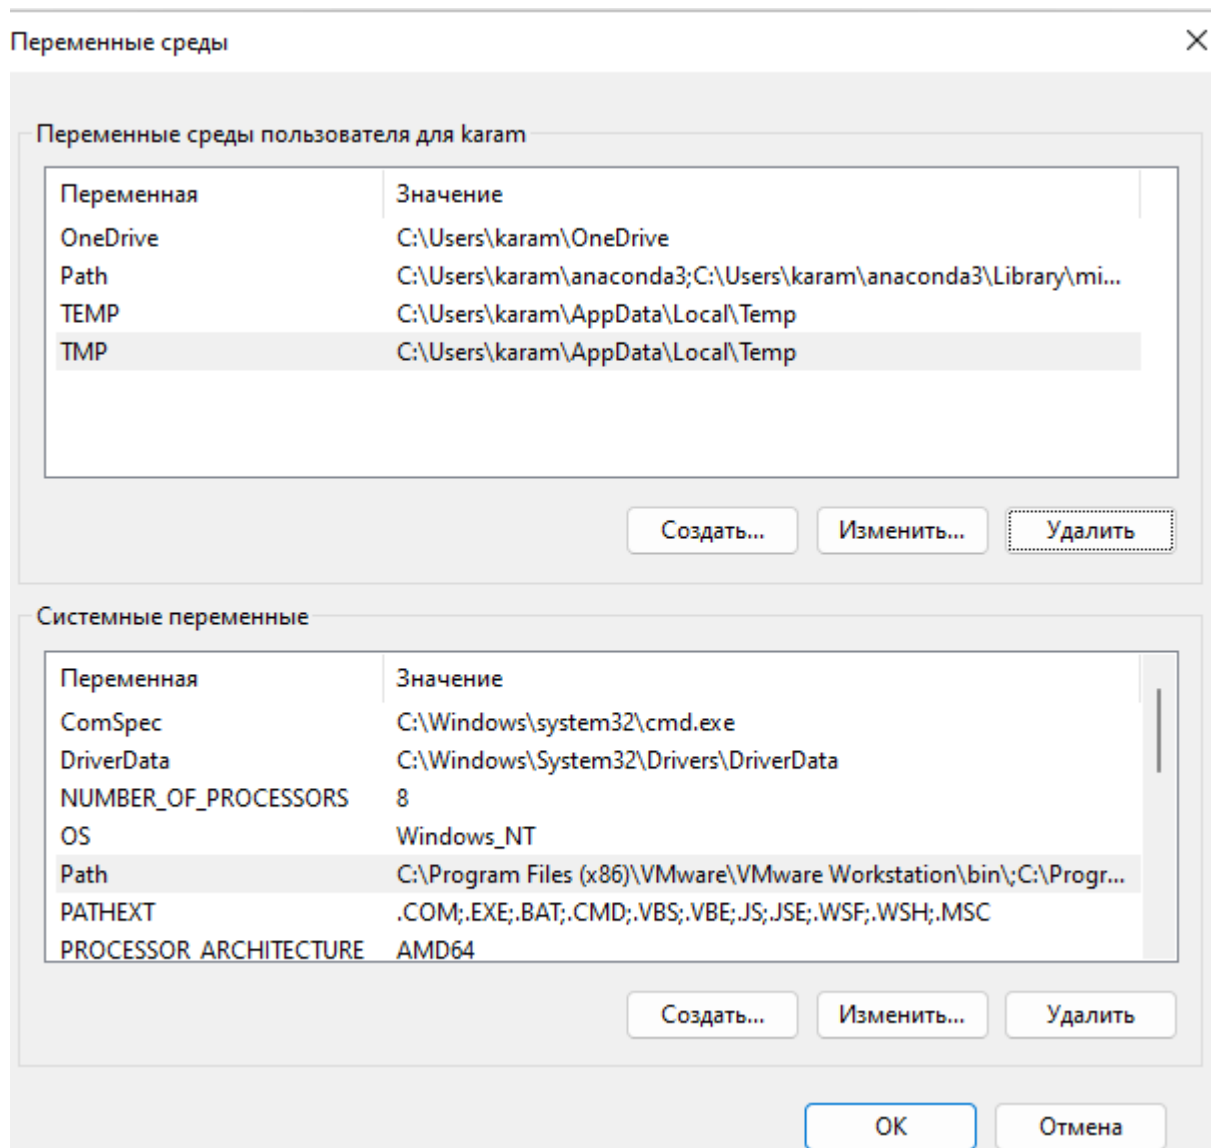 Переменные среды
Переменные среды пользователя для karam
Переменная Значение
OneDrive C:\Users\karam\OneDrive
Path C:\Users\karam\anaconda3;C:\Users\karam\anaconda3\Library\mi...
TEMP C:\Users\karam\AppData\Local\Temp
TMP C:\Users\karam\AppData\Local\Temp
Создать... Изменить... Удалить
Системные переменные
Переменная Значение
ComSpec C:\Windows\system32\cmd.exe
DriverData C:\Windows\System32\Drivers\DriverData
NUMBER_OF_PROCESSORS 8
OS Windows_NT
Path C:\Program Files (x86)\VMware\VMware Workstation\bin\;C:\Progr...
PATHEXT .COM;.EXE;.BAT;.CMD;.VBS;.VBE;.JS;.JSE;.WSF;.WSH;.MSC
PROCESSOR_ARCHITECTURE AMD64
Создать... Изменить... Удалить
ОК Отмена